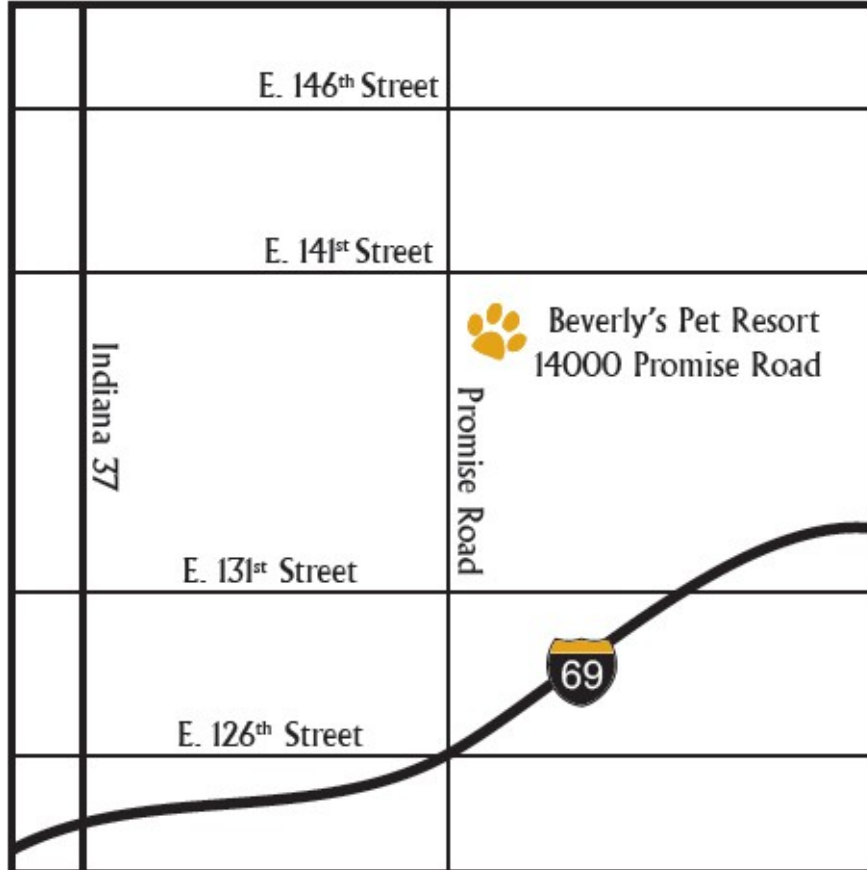 E. 146th Street
E. 141st Street
Beverly's Pet Resort
14000 Promise Road
Indiana 37
Promise Road
E. 131st Street
69
E. 126th Street